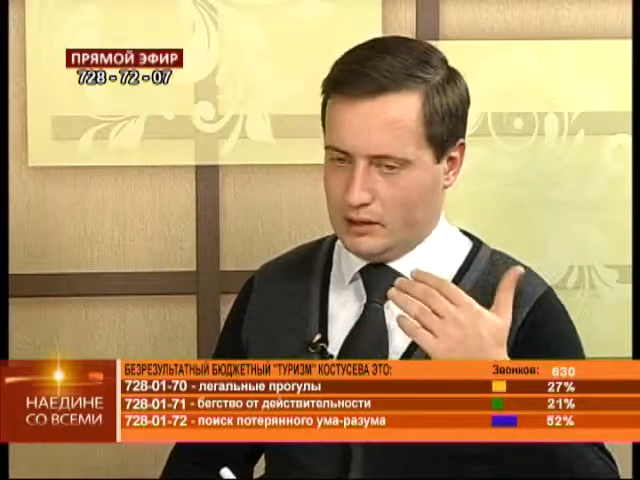 ПРЯМОЙ ЭФИР
728-72-07
БЕЗРЕЗУЛЬТАТНЫЙ БЮДЖЕТНЫЙ "ТУРИЗМ" КОСТУСЕВА ЭТО: Звонков: 630
728-01-70 - легальные прогулы 27%
728-01-71 - бегство от действительности 21%
728-01-72 - поиск потерянного ума-разума 52%
НАЕДИНЕ
СО ВСЕМИ